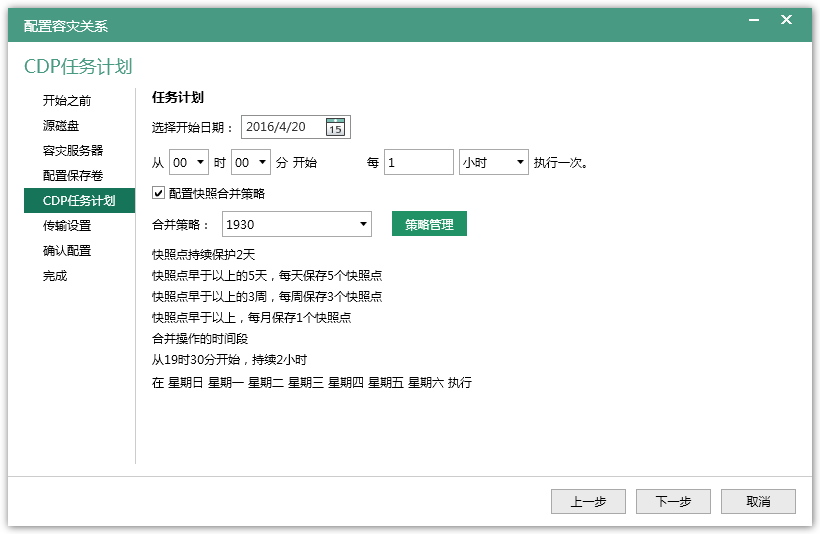 配置容灾关系
CDP任务计划
开始之前
源磁盘
容灾服务器
配置保存卷
CDP任务计划
传输设置
确认配置
完成
任务计划
选择开始日期： 2016/4/20 15
从 00 时 00 分 开始 每 1 小时 执行一次。
配置快照合并策略
合并策略： 1930 策略管理
快照点持续保护2天
快照点早于以上的5天，每天保存5个快照点
快照点早于以上的3周，每周保存3个快照点
快照点早于以上，每月保存1个快照点
合并操作的时间段
从19时30分开始，持续2小时
在 星期日 星期一 星期二 星期三 星期四 星期五 星期六 执行
上一步 下一步 取消